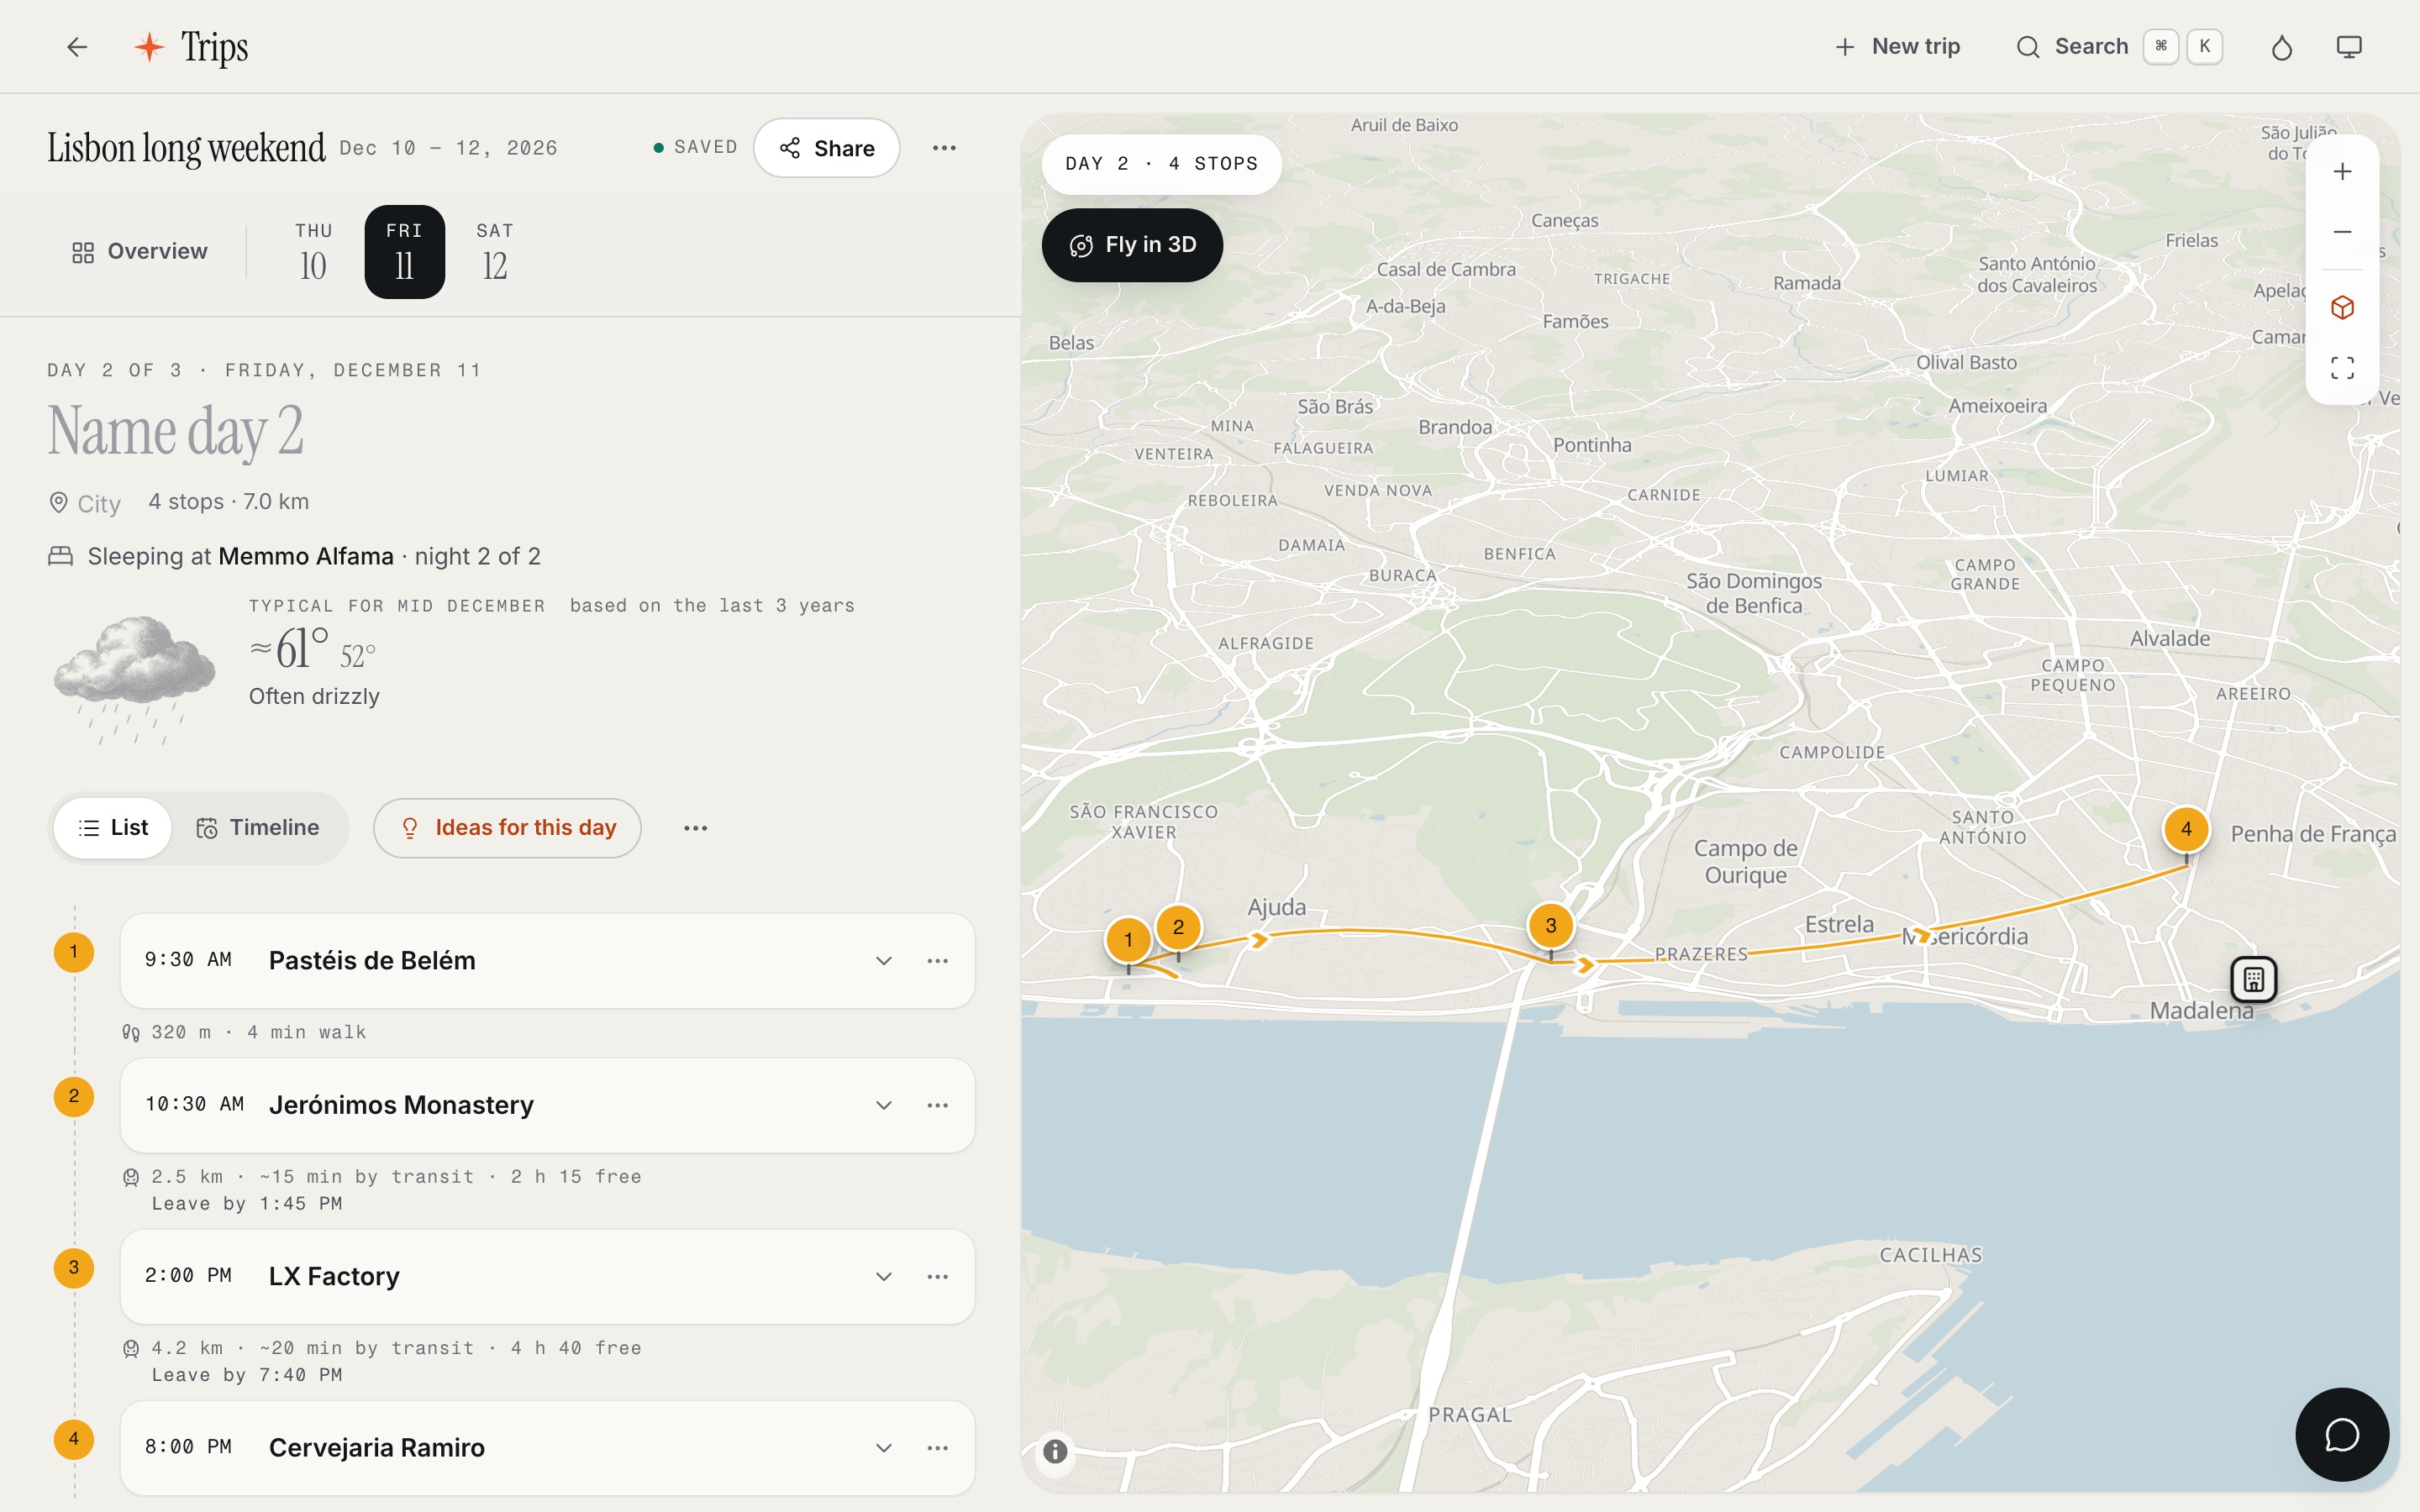 Trips
New trip
Search ⌘ K
Lisbon long weekend Dec 10 – 12, 2026
SAVED
Share
Overview
THU 10
FRI 11
SAT 12
DAY 2 OF 3 · FRIDAY, DECEMBER 11
Name day 2
City 4 stops · 7.0 km
Sleeping at Memmo Alfama · night 2 of 2
TYPICAL FOR MID DECEMBER based on the last 3 years
≈61° 52°
Often drizzly
List
Timeline
Ideas for this day
1
9:30 AM Pastéis de Belém
320 m · 4 min walk
2
10:30 AM Jerónimos Monastery
2.5 km · ~15 min by transit · 2 h 15 free
Leave by 1:45 PM
3
2:00 PM LX Factory
4.2 km · ~20 min by transit · 4 h 40 free
Leave by 7:40 PM
4
8:00 PM Cervejaria Ramiro
DAY 2 · 4 STOPS
Fly in 3D
Aruil de Baixo
São Julião
Caneças
Frielas
Casal de Cambra
TRIGACHE
Ramada
Santo António
dos Cavaleiros
A-da-Beja
Famões
Belas
Olival Basto
São Brás
Ameixoeira
MINA
Brandoa
Pontinha
VENTEIRA
FALAGUEIRA
LUMIAR
REBOLEIRA
VENDA NOVA
CARNIDE
DAMAIA
BENFICA
BURACA
CAMPO
GRANDE
São Domingos
de Benfica
ALFRAGIDE
Alvalade
CAMPO
PEQUENO
AREEIRO
CAMPOLIDE
SÃO FRANCISCO
XAVIER
SANTO
ANTÓNIO
4
Penha de França
Campo de
Ourique
Ajuda
1
2
3
Estrela
Misericórdia
PRAZERES
Madalena
CACILHAS
PRAGAL